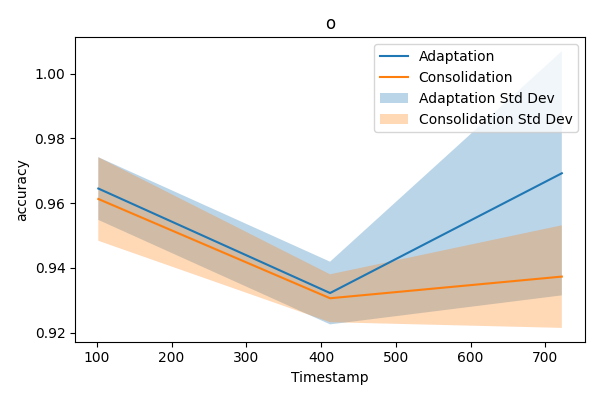 o
Adaptation
Consolidation
Adaptation Std Dev
Consolidation Std Dev
accuracy
1.00
0.98
0.96
0.94
0.92
100 200 300 400 500 600 700
Timestamp